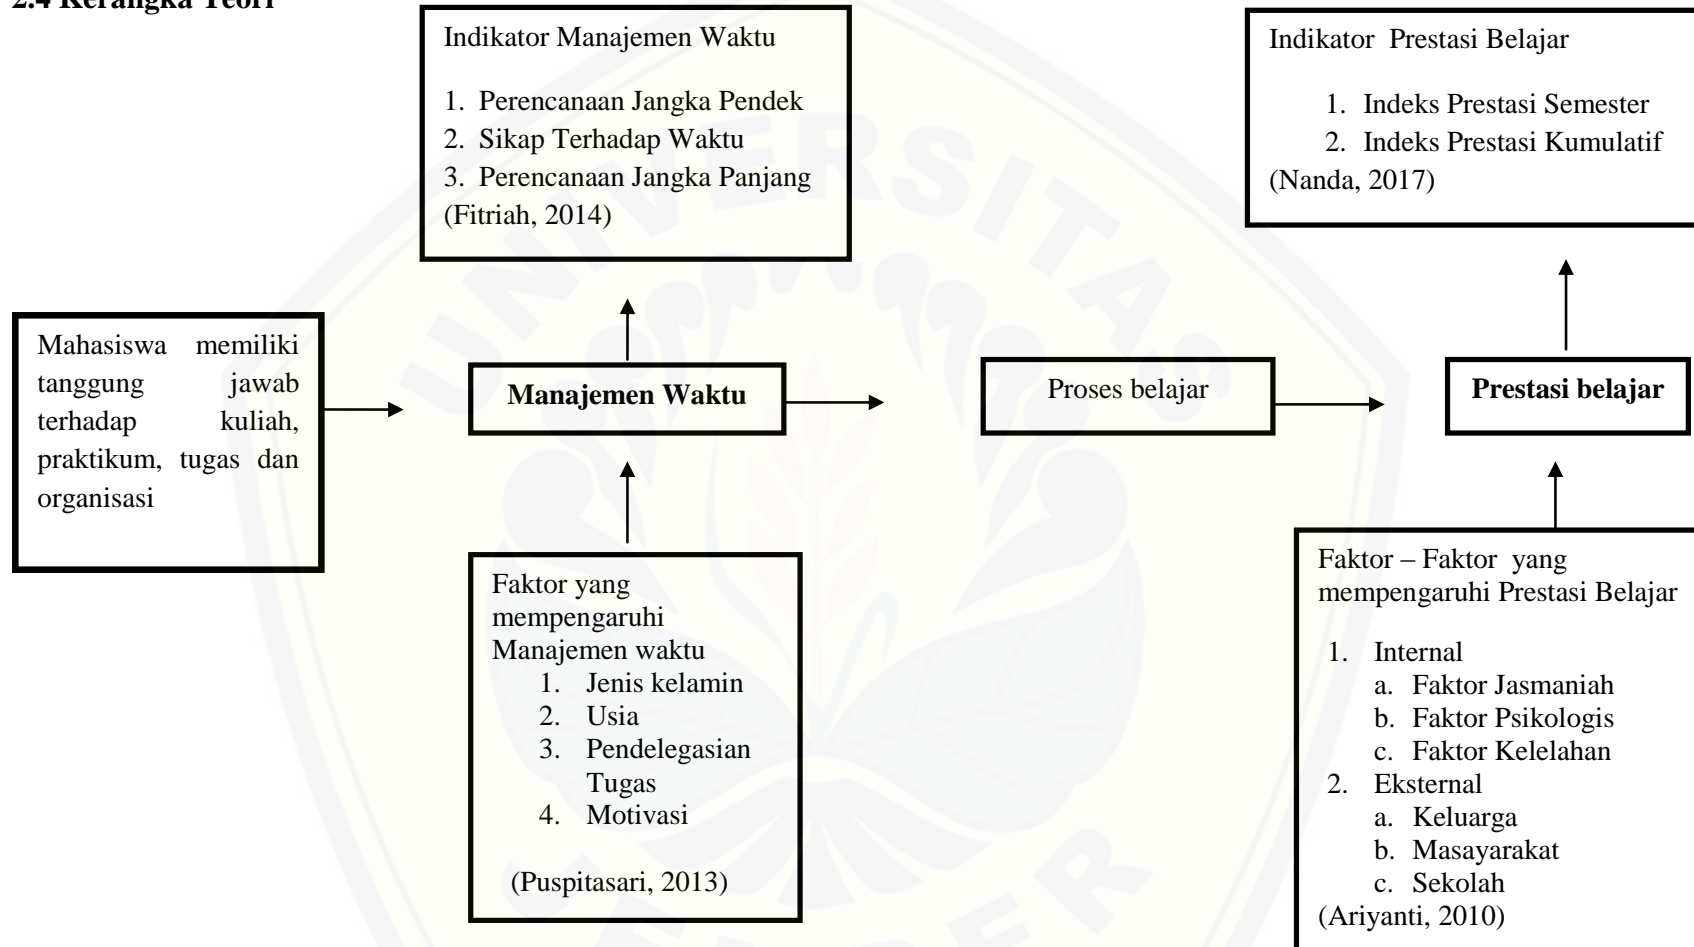 2.4 Kerangka Teori
Indikator Manajemen Waktu
1. Perencanaan Jangka Pendek
2. Sikap Terhadap Waktu
3. Perencanaan Jangka Panjang
(Fitriah, 2014)
Indikator Prestasi Belajar
1. Indeks Prestasi Semester
2. Indeks Prestasi Kumulatif
(Nanda, 2017)
Mahasiswa memiliki
tanggung jawab
terhadap kuliah,
praktikum, tugas dan
organisasi
Manajemen Waktu
Proses belajar
Prestasi belajar
Faktor yang
mempengaruhi
Manajemen waktu
1. Jenis kelamin
2. Usia
3. Pendelegasian
Tugas
4. Motivasi
(Puspitasari, 2013)
Faktor – Faktor yang
mempengaruhi Prestasi Belajar
1. Internal
a. Faktor Jasmaniah
b. Faktor Psikologis
c. Faktor Kelelahan
2. Eksternal
a. Keluarga
b. Masayarakat
c. Sekolah
(Ariyanti, 2010)
UNIVERSITAS